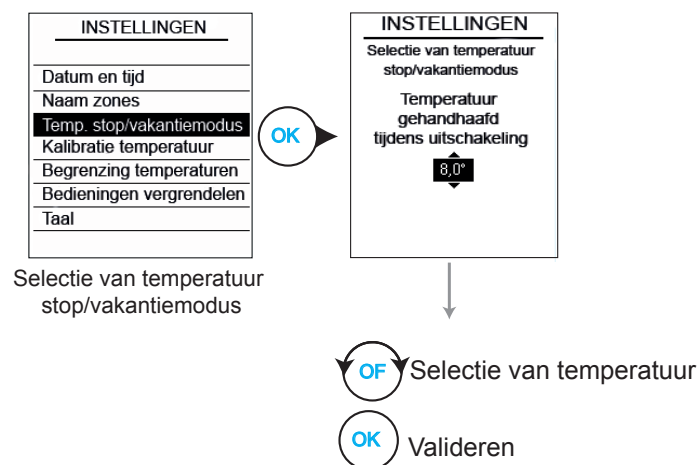 INSTELLINGEN
Datum en tijd
Naam zones
Temp. stop/vakantiemodus
Kalibratie temperatuur
Begrenzing temperaturen
Bedieningen vergrendelen
Taal
Selectie van temperatuur
stop/vakantiemodus
OK
INSTELLINGEN
Selectie van temperatuur
stop/vakantiemodus
Temperatuur
gehandhaafd
tijdens uitschakeling
8,0°
OF Selectie van temperatuur
OK Valideren